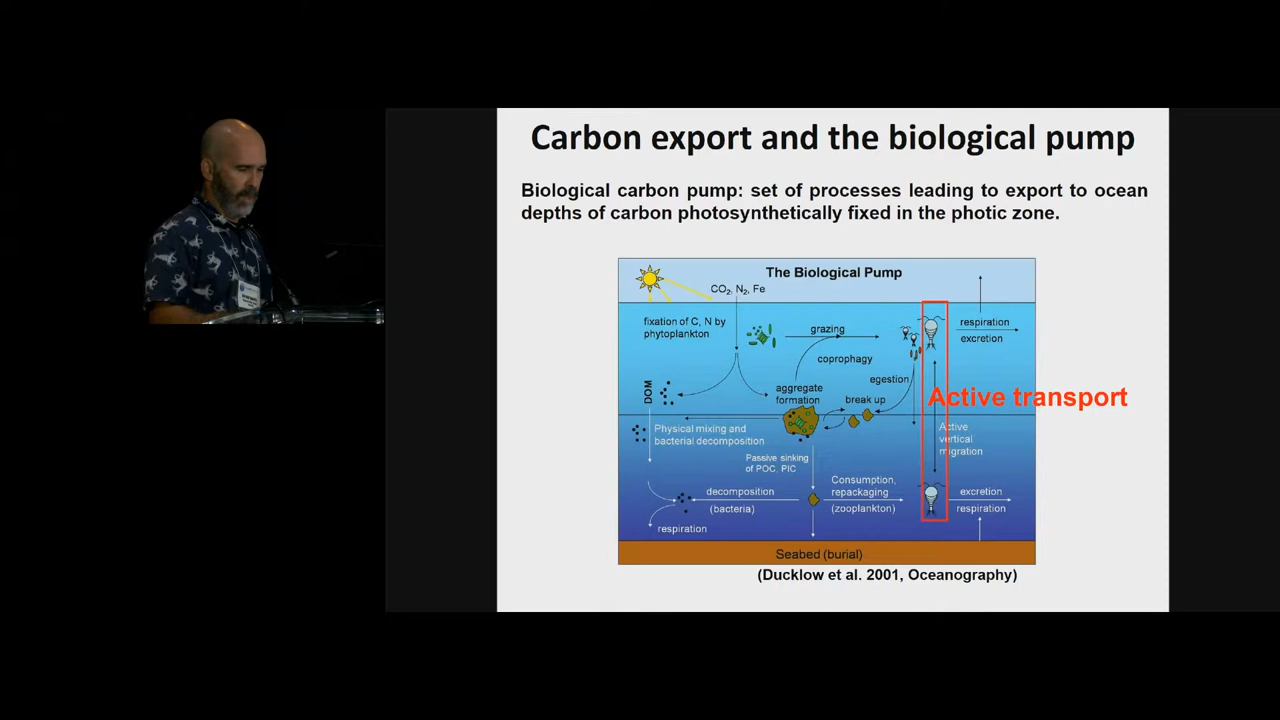 Carbon export and the biological pump
Biological carbon pump: set of processes leading to export to ocean
depths of carbon photosynthetically fixed in the photic zone.
The Biological Pump
CO₂, N₂, Fe
fixation of C, N by
phytoplankton
grazing
respiration
excretion
coprophagy
egestion
DOM
aggregate
formation
break up
Active transport
Physical mixing and
bacterial decomposition
Active
vertical
migration
Passive sinking
of POC, PIC
Consumption,
repackaging
(zooplankton)
decomposition
(bacteria)
excretion
respiration
respiration
Seabed (burial)
(Ducklow et al. 2001, Oceanography)